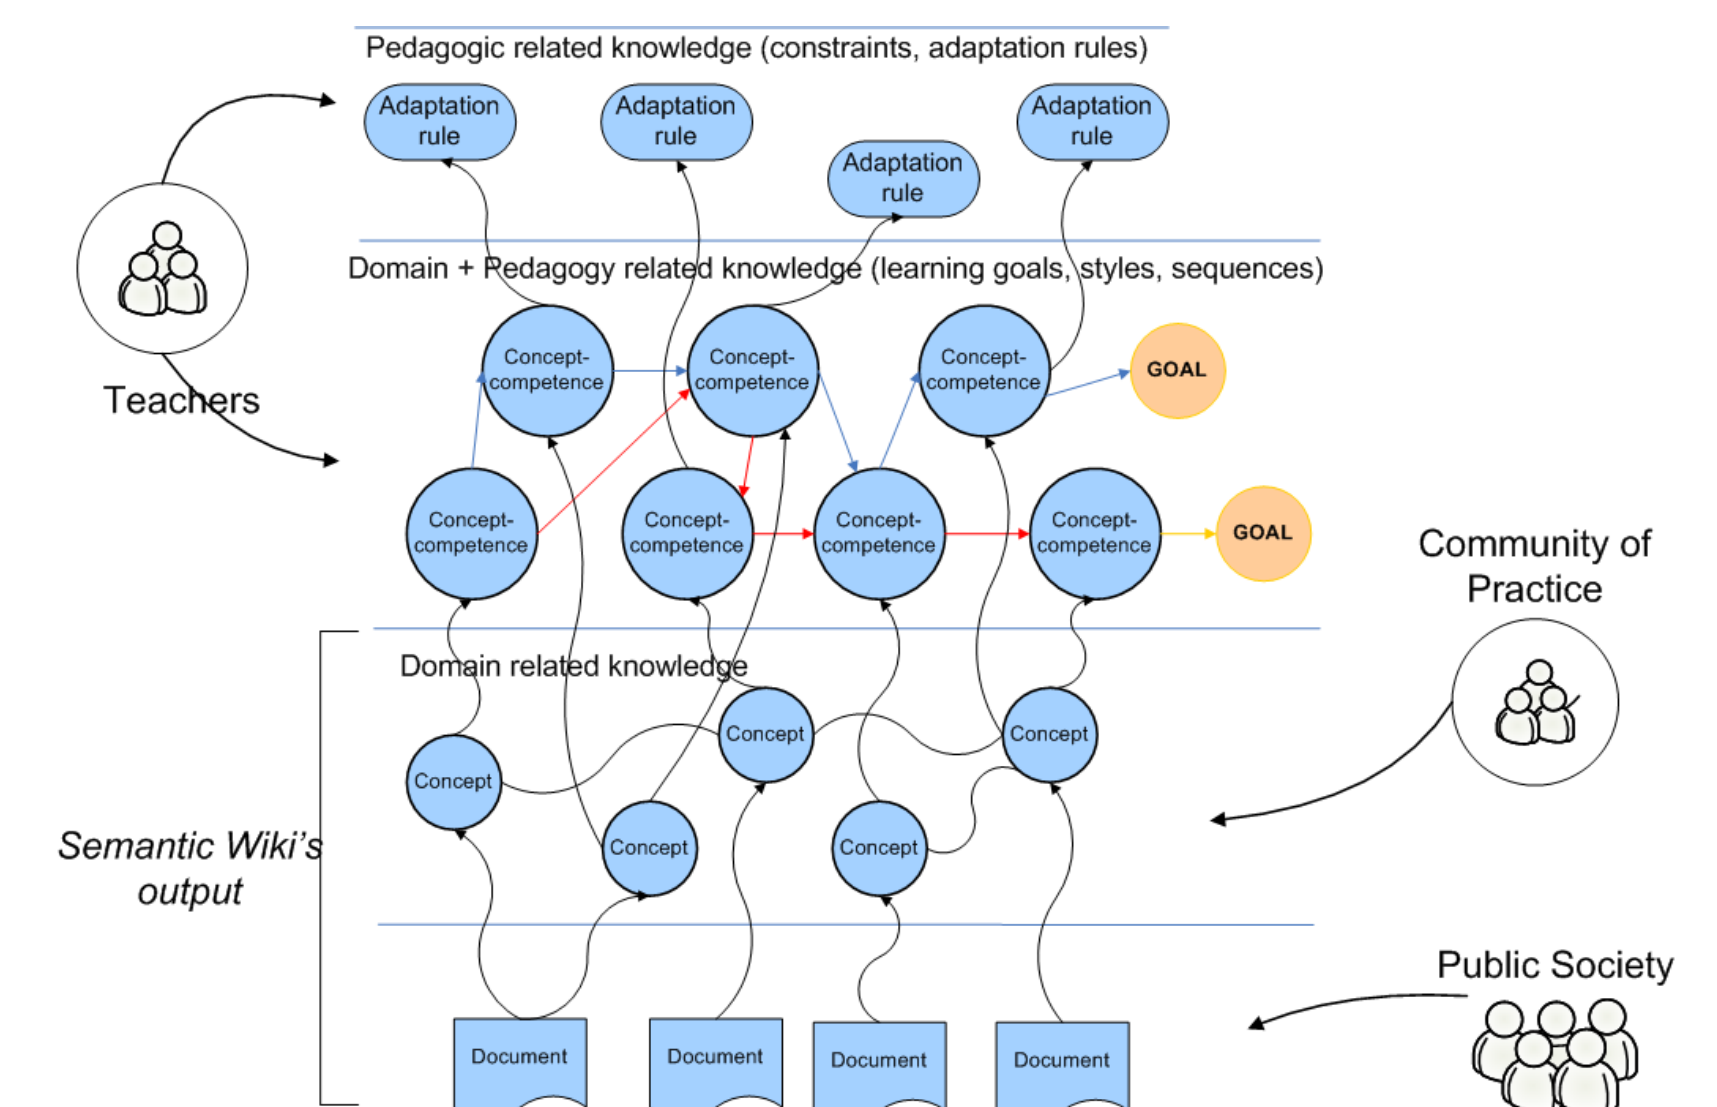 Pedagogic related knowledge (constraints, adaptation rules)
Adaptation
rule
Adaptation
rule
Adaptation
rule
Adaptation
rule
Domain + Pedagogy related knowledge (learning goals, styles, sequences)
Teachers
Concept-
competence
Concept-
competence
Concept-
competence
GOAL
Concept-
competence
Concept-
competence
Concept-
competence
Concept-
competence
GOAL
Community of
Practice
Domain related knowledge
Concept
Concept
Concept
Concept
Concept
Semantic Wiki's
output
Public Society
Document
Document
Document
Document